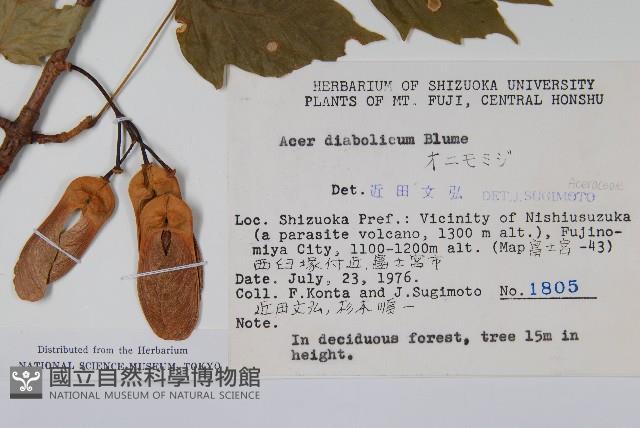 HERBARIUM OF SHIZUOKA UNIVERSITY
PLANTS OF MT. FUJI, CENTRAL HONSHU
Acer diabolicum Blume
オニモミジ
Aceraceae
Det. 近田文弘 DET. J. SUGIMOTO
Loc. Shizuoka Pref.: Vicinity of Nishiusuzuka
(a parasite volcano, 1300 m alt.), Fujino-
miya City, 1100-1200m alt. (Map 富士宮 -43)
西臼塚付近, 富士宮市
Date. July, 23, 1976.
Coll. F.Konta and J.Sugimoto No. 1805
近田文弘, 杉本順一
Note.
In deciduous forest, tree 15m in
height.
Distributed from the Herbarium
NATIONAL SCIENCE MUSEUM, TOKYO
國立自然科學博物館
NATIONAL MUSEUM OF NATURAL SCIENCE